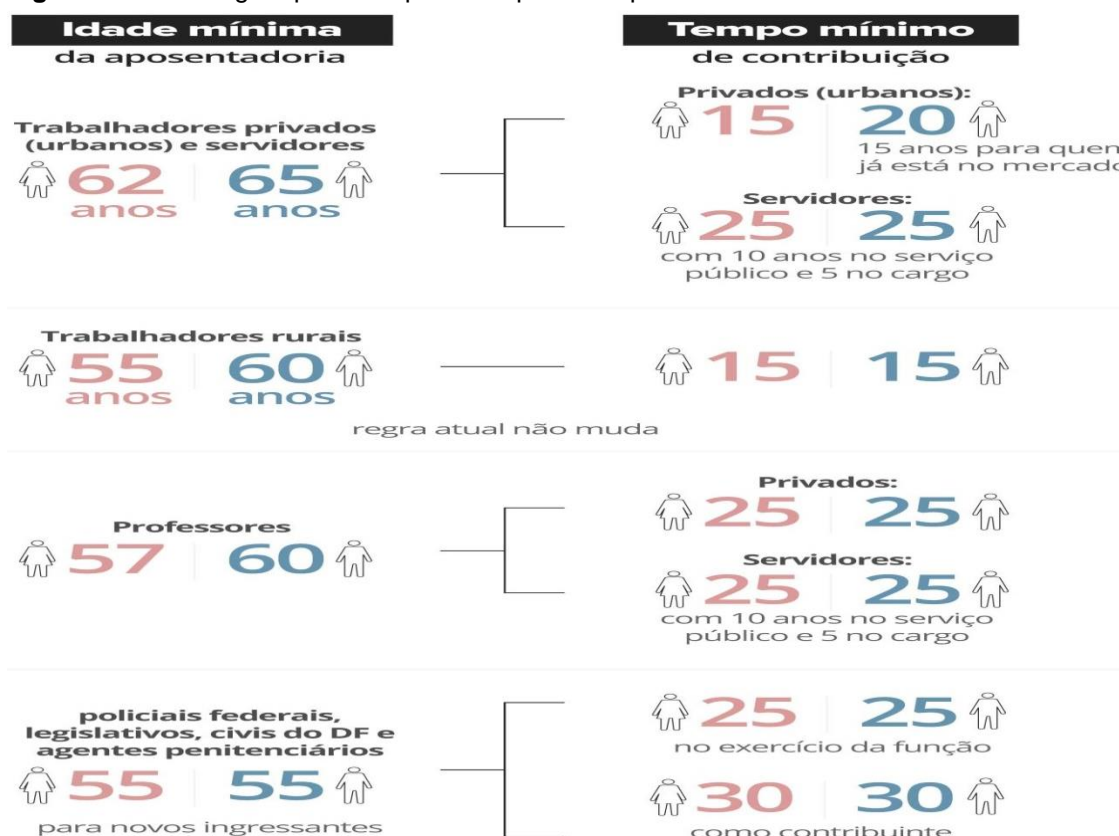 Idade mínima
da aposentadoria
Tempo mínimo
de contribuição
Trabalhadores privados
(urbanos) e servidores
62 65
anos anos
Privados (urbanos):
15 20
15 anos para quen
já está no mercado
Servidores:
25 25
com 10 anos no serviço
público e 5 no cargo
Trabalhadores rurais
55 60
anos anos
15 15
regra atual não muda
Professores
57 60
Privados:
25 25
Servidores:
25 25
com 10 anos no serviço
público e 5 no cargo
policiais federais,
legislativos, civis do DF e
agentes penitenciários
55 55
para novos ingressantes
25 25
no exercício da função
30 30
como contribuinte